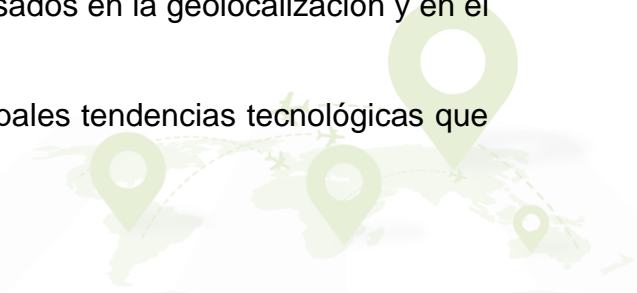 sados en la geolocalización y en el
pales tendencias tecnológicas que